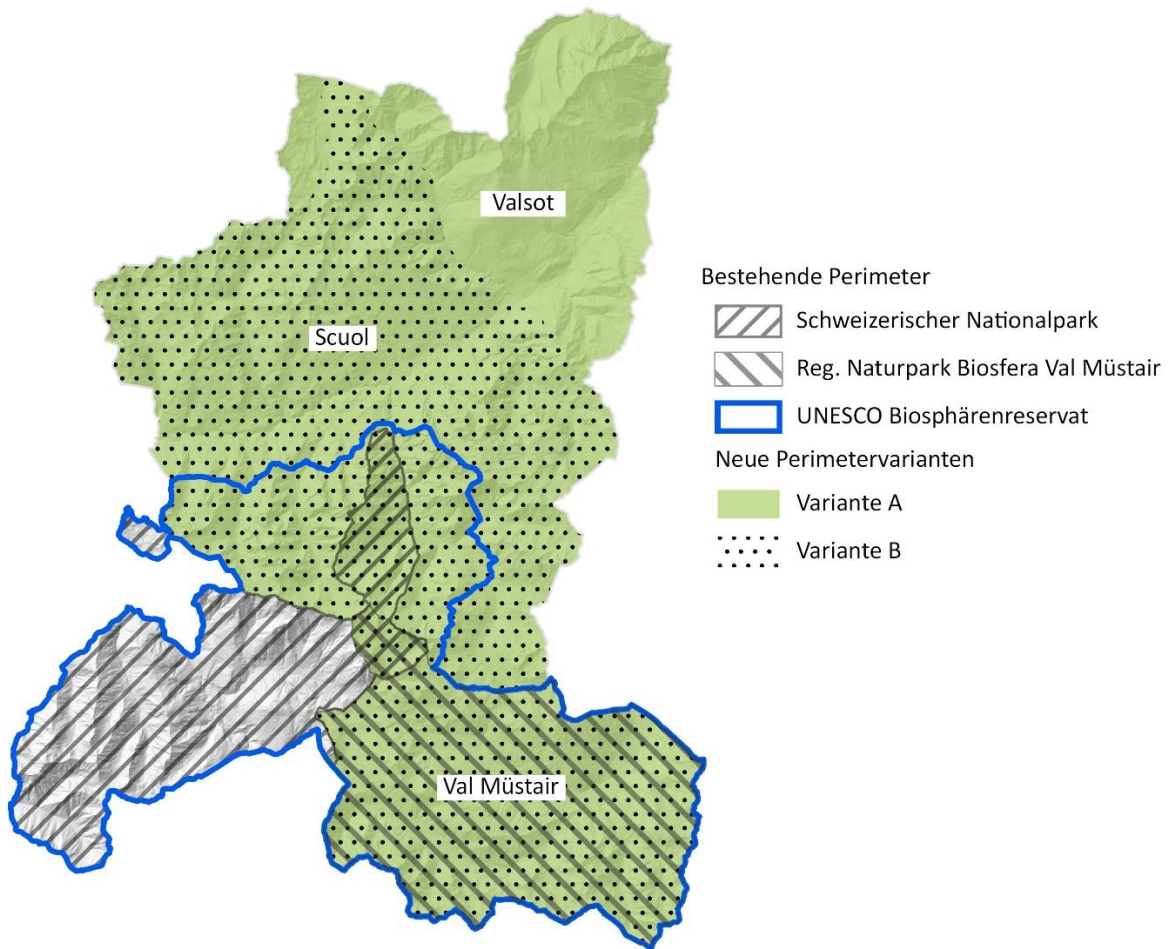 Valsot
Scuol
Val Müstair
Bestehende Perimeter
Schweizerischer Nationalpark
Reg. Naturpark Biosfera Val Müstair
UNESCO Biosphärenreservat
Neue Perimetervarianten
Variante A
Variante B